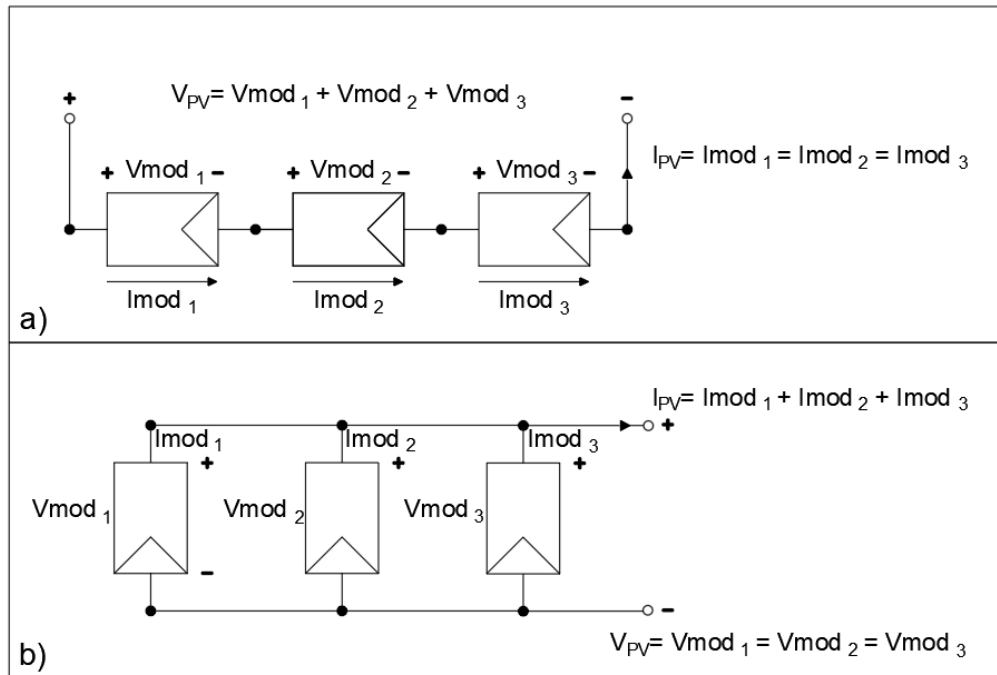 V_PV= Vmod 1 + Vmod 2 + Vmod 3
+ -
I_PV= Imod 1 = Imod 2 = Imod 3
+ Vmod 1 - + Vmod 2 - + Vmod 3 -
Imod 1 Imod 2 Imod 3
a)
I_PV= Imod 1 + Imod 2 + Imod 3
+
Imod 1 Imod 2 Imod 3
+ + +
Vmod 1 Vmod 2 Vmod 3
-
-
V_PV= Vmod 1 = Vmod 2 = Vmod 3
b)